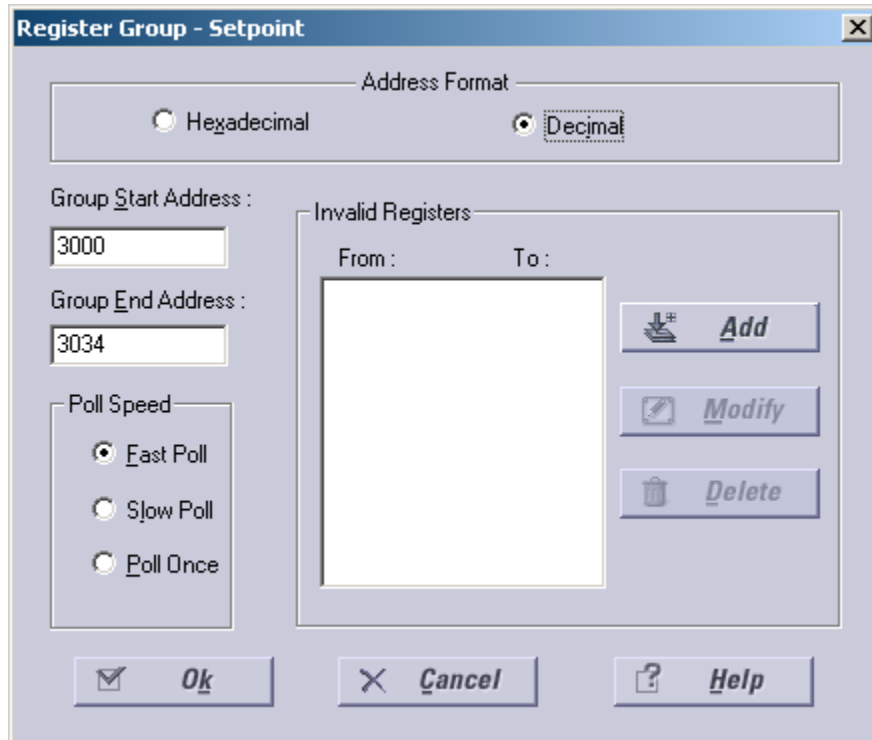 Register Group - Setpoint
Address Format
Hexadecimal
Decimal
Group Start Address :
3000
Group End Address :
3034
Poll Speed
Fast Poll
Slow Poll
Poll Once
Invalid Registers
From : To :
Add
Modify
Delete
Ok
Cancel
Help